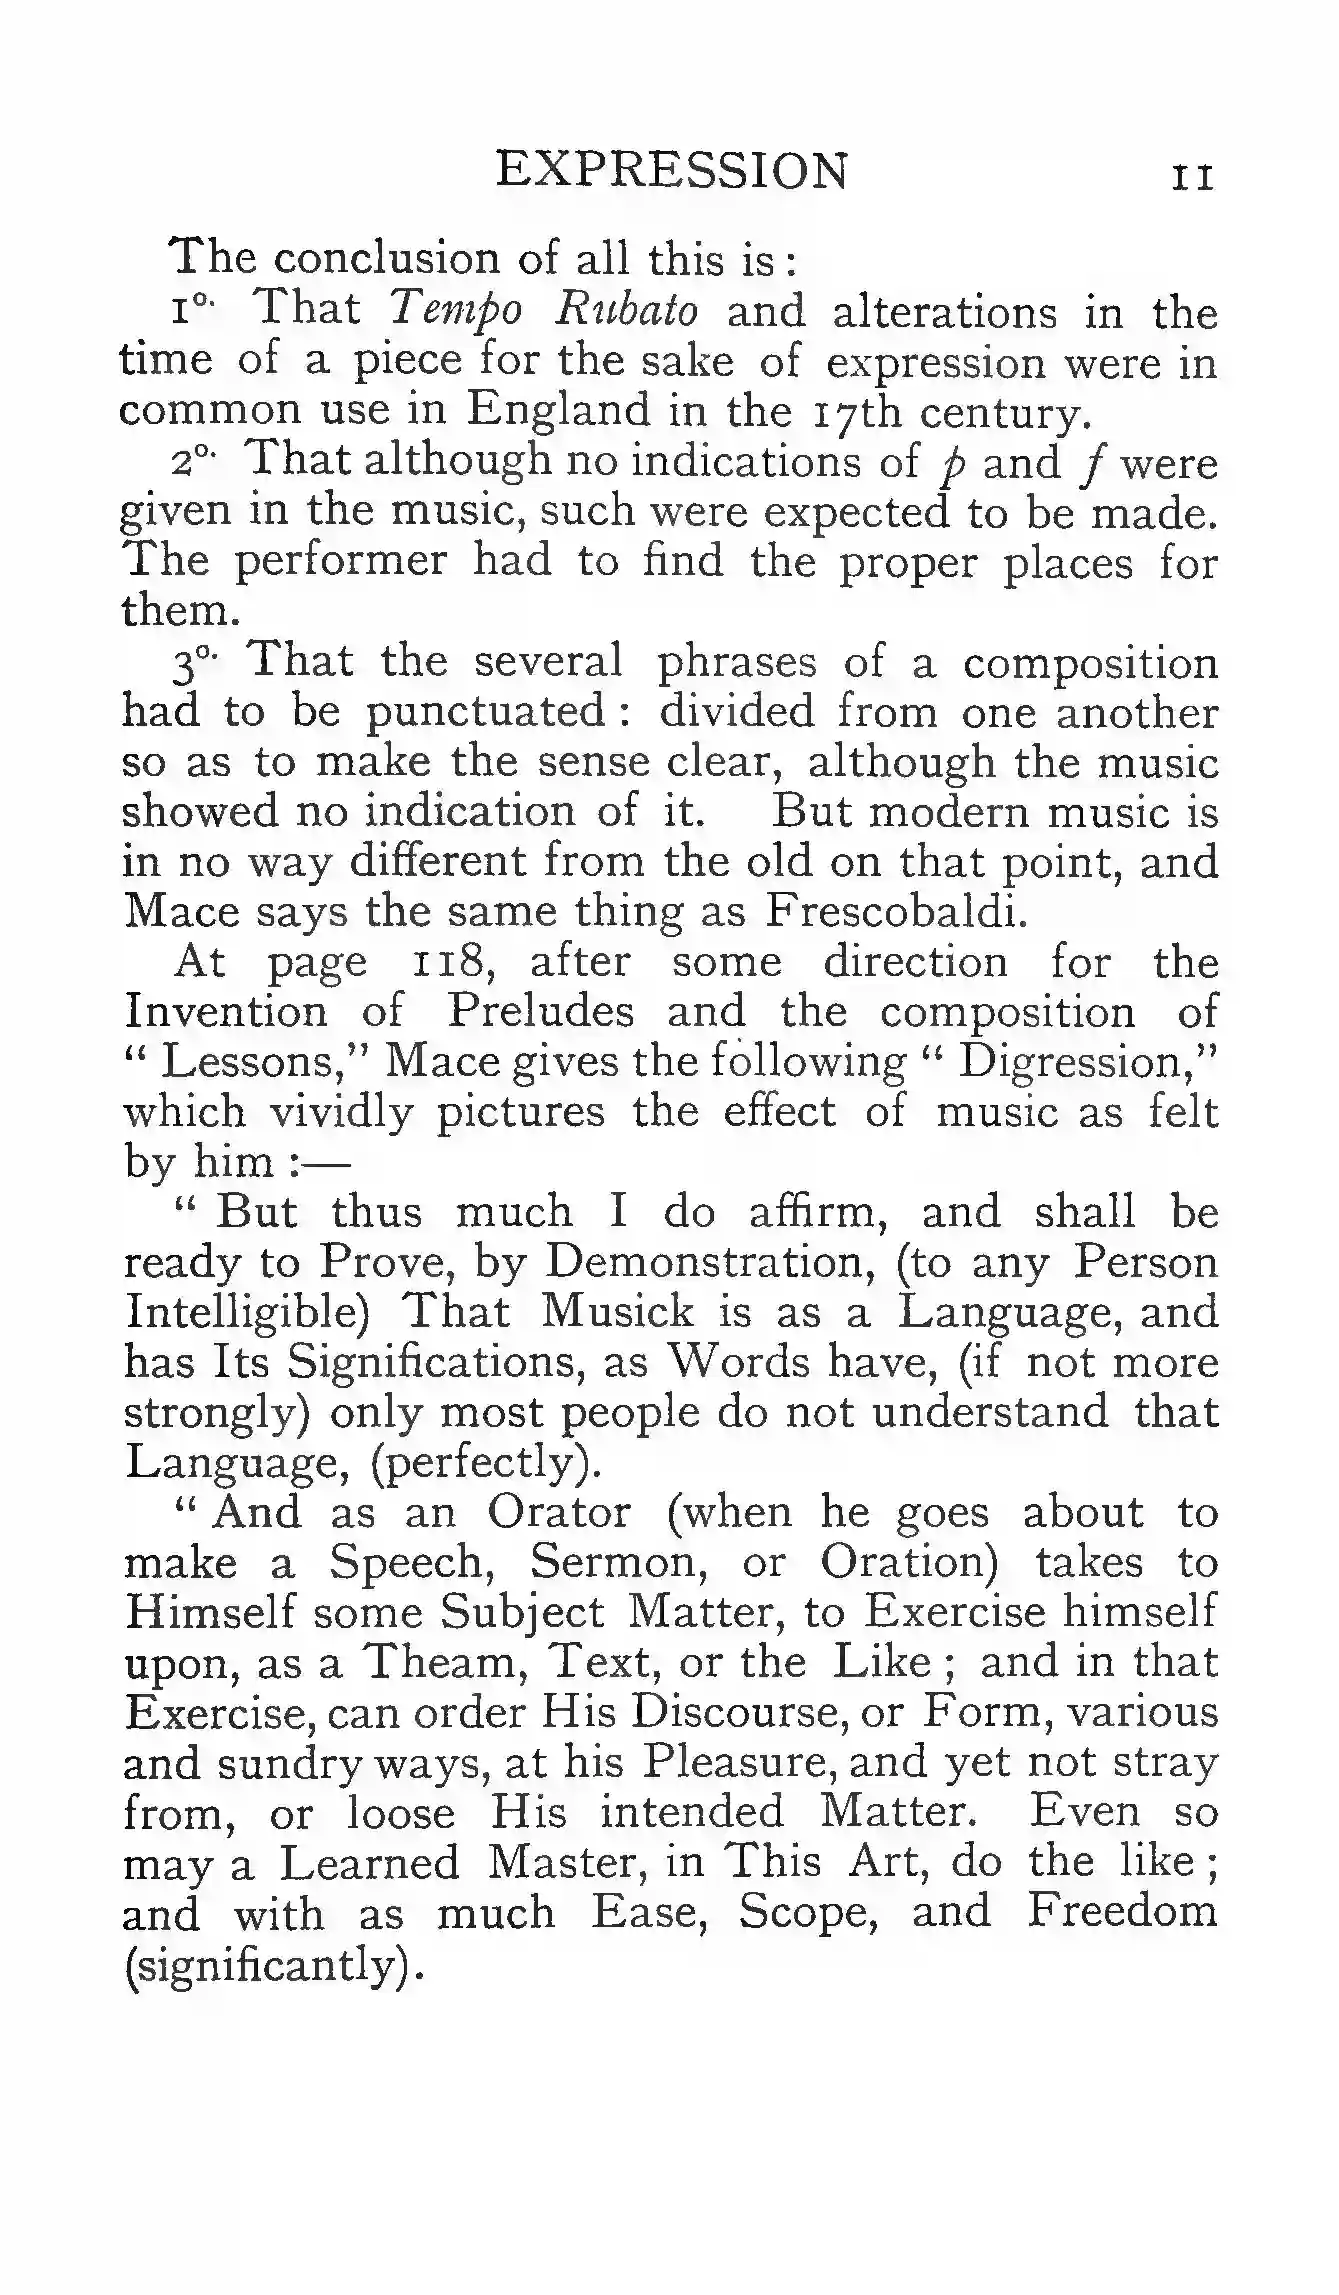 EXPRESSION 11
The conclusion of all this is :
1º· That Tempo Rubato and alterations in the
time of a piece for the sake of expression were in
common use in England in the 17th century.
2º· That although no indications of p and f were
given in the music, such were expected to be made.
The performer had to find the proper places for
them.
3º· That the several phrases of a composition
had to be punctuated : divided from one another
so as to make the sense clear, although the music
showed no indication of it. But modern music is
in no way different from the old on that point, and
Mace says the same thing as Frescobaldi.
At page 118, after some direction for the
Invention of Preludes and the composition of
“ Lessons,” Mace gives the following “ Digression,”
which vividly pictures the effect of music as felt
by him :—
“ But thus much I do affirm, and shall be
ready to Prove, by Demonstration, (to any Person
Intelligible) That Musick is as a Language, and
has Its Significations, as Words have, (if not more
strongly) only most people do not understand that
Language, (perfectly).
“ And as an Orator (when he goes about to
make a Speech, Sermon, or Oration) takes to
Himself some Subject Matter, to Exercise himself
upon, as a Theam, Text, or the Like ; and in that
Exercise, can order His Discourse, or Form, various
and sundry ways, at his Pleasure, and yet not stray
from, or loose His intended Matter. Even so
may a Learned Master, in This Art, do the like ;
and with as much Ease, Scope, and Freedom
(significantly).